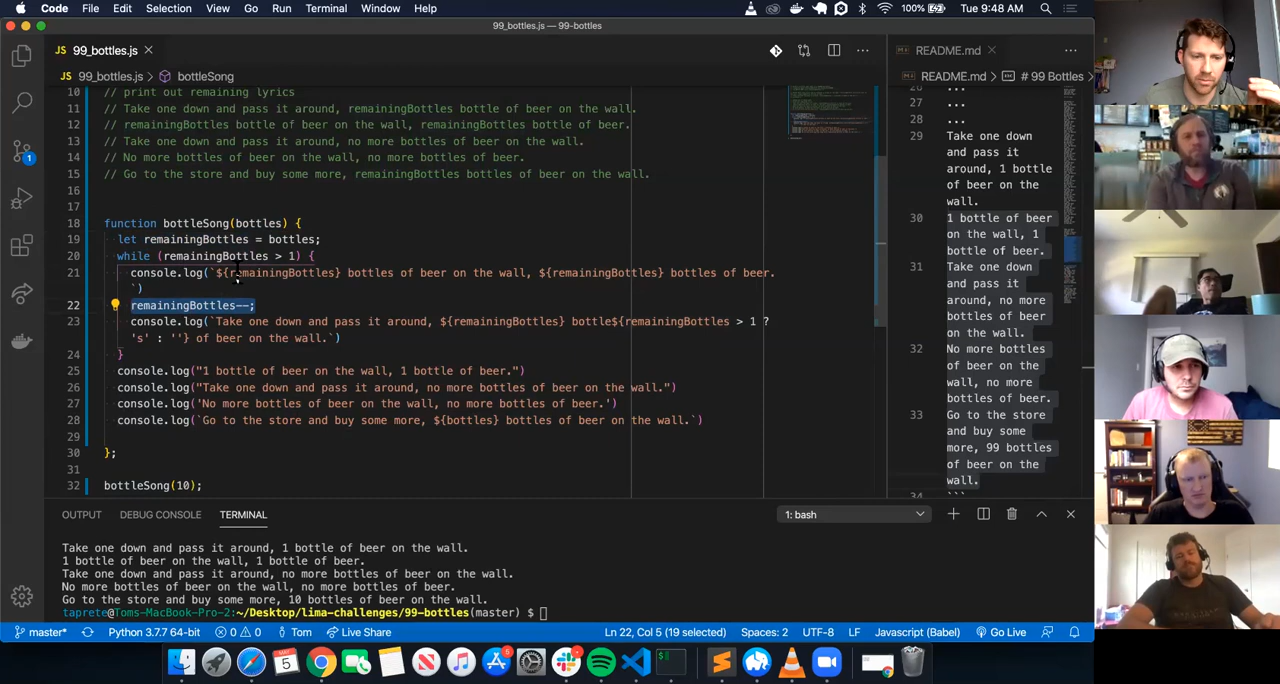 Code File Edit Selection View Go Run Terminal Window Help 100% Tue 9:48 AM
99_bottles.js — 99-bottles
JS 99_bottles.js
JS 99_bottles.js > bottleSong
10 // print out remaining lyrics
11 // Take one down and pass it around, remainingBottles bottle of beer on the wall.
12 // remainingBottles bottle of beer on the wall, remainingBottles bottle of beer.
13 // Take one down and pass it around, no more bottles of beer on the wall.
14 // No more bottles of beer on the wall, no more bottles of beer.
15 // Go to the store and buy some more, remainingBottles bottles of beer on the wall.
16
17
18 function bottleSong(bottles) {
19 let remainingBottles = bottles;
20 while (remainingBottles > 1) {
21 console.log(`${remainingBottles} bottles of beer on the wall, ${remainingBottles} bottles of beer.
`)
22 remainingBottles--;
23 console.log(`Take one down and pass it around, ${remainingBottles} bottle${remainingBottles > 1 ?
's' : ''} of beer on the wall.`)
24 }
25 console.log("1 bottle of beer on the wall, 1 bottle of beer.")
26 console.log("Take one down and pass it around, no more bottles of beer on the wall.")
27 console.log('No more bottles of beer on the wall, no more bottles of beer.')
28 console.log(`Go to the store and buy some more, ${bottles} bottles of beer on the wall.`)
29
30 };
31
32 bottleSong(10);
README.md
README.md > # 99 Bottles >
27 ...
28 ...
29 Take one down
and pass it
around, 1 bottle
of beer on the
wall.
30 1 bottle of beer
on the wall, 1
bottle of beer.
31 Take one down
and pass it
around, no more
bottles of beer
on the wall.
32 No more bottles
of beer on the
wall, no more
bottles of beer.
33 Go to the store
and buy some
more, 99 bottles
of beer on the
wall.
34 ```
OUTPUT DEBUG CONSOLE TERMINAL 1: bash
Take one down and pass it around, 1 bottle of beer on the wall.
1 bottle of beer on the wall, 1 bottle of beer.
Take one down and pass it around, no more bottles of beer on the wall.
No more bottles of beer on the wall, no more bottles of beer.
Go to the store and buy some more, 10 bottles of beer on the wall.
taprete@Toms-MacBook-Pro-2:~/Desktop/lima-challenges/99-bottles(master) $
master* Python 3.7.7 64-bit 0 0 Tom Live Share Ln 22, Col 5 (19 selected) Spaces: 2 UTF-8 LF Javascript (Babel) Go Live